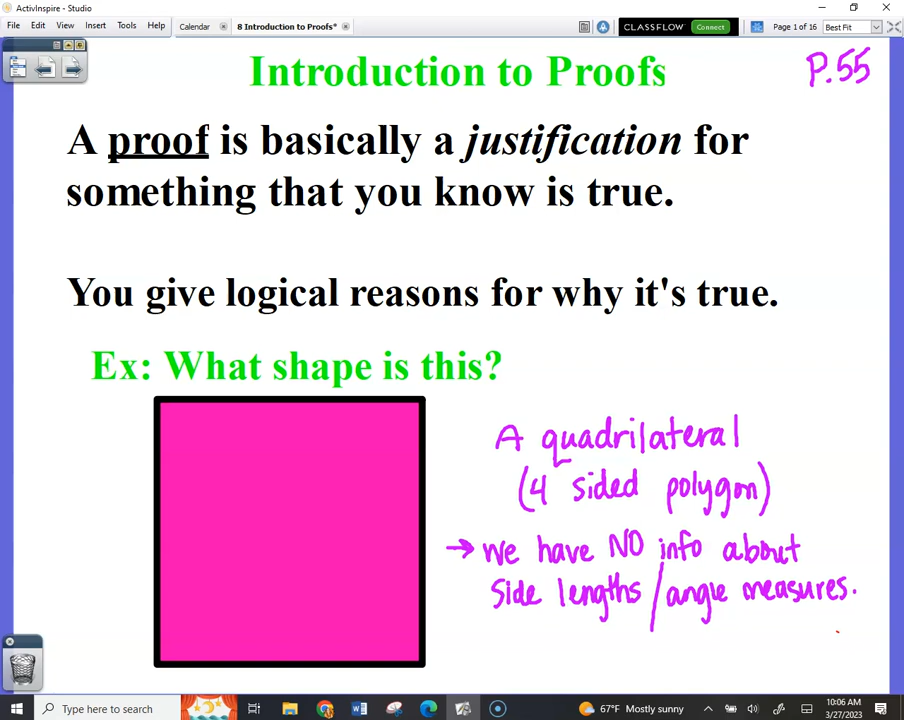 ActivInspire - Studio
File Edit View Insert Tools Help Calendar 8 Introduction to Proofs* CLASSFLOW Connect Page 1 of 16 Best Fit
Introduction to Proofs P.55
A proof is basically a justification for
something that you know is true.
You give logical reasons for why it's true.
Ex: What shape is this?
A quadrilateral
(4 sided polygon)
→ We have NO info about
side lengths/angle measures.
Type here to search 67°F Mostly sunny 10:06 AM
3/27/2023